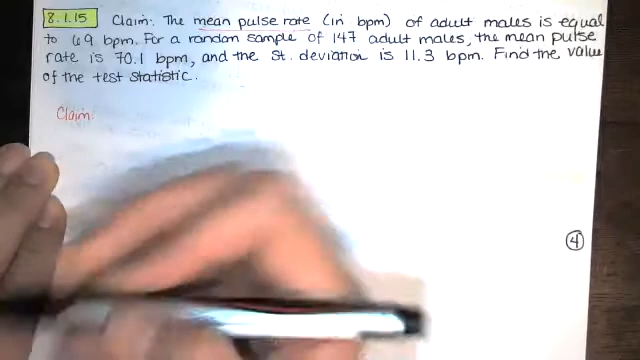 8.1.15 Claim: The mean pulse rate (in bpm) of adult males is equal
to 69 bpm. For a random sample of 147 adult males, the mean pulse
rate is 70.1 bpm, and the St. deviation is 11.3 bpm. Find the value
of the test statistic.
Claim:
4